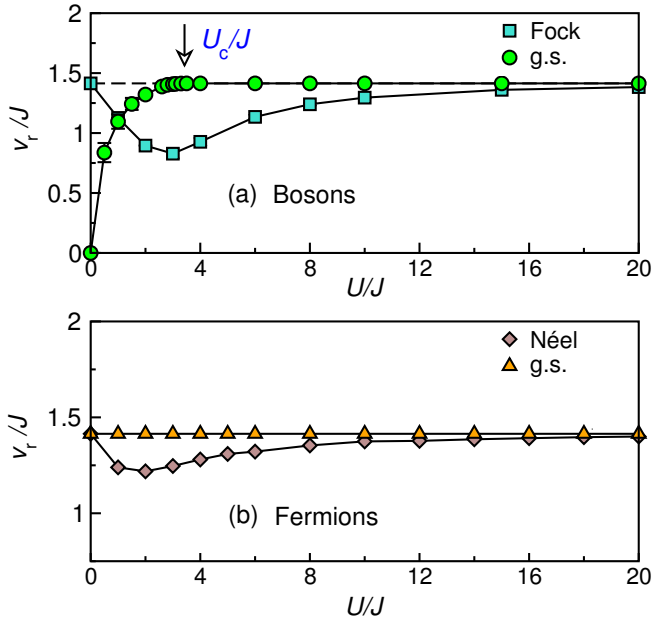 2
1.5
1
0.5
0
v_r/J
U_c/J
Fock
g.s.
(a) Bosons
0 4 8 12 16 20
U/J
2
1.5
1
v_r/J
Néel
g.s.
(b) Fermions
0 4 8 12 16 20
U/J